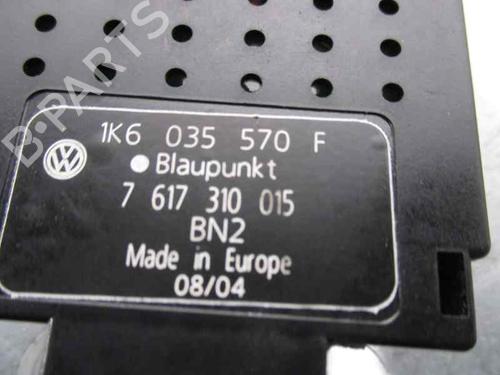 B-PARTS
1K6 035 570 F
Blaupunkt
7 617 310 015
BN2
Made in Europe
08/04